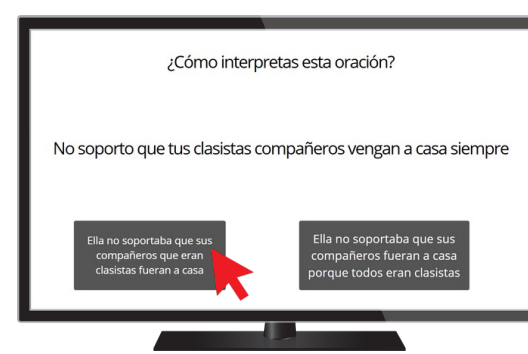 ¿Cómo interpretas esta oración?
No soporto que tus clasistas compañeros vengan a casa siempre
Ella no soportaba que sus
compañeros que eran
clasistas fueran a casa
Ella no soportaba que sus
compañeros fueran a casa
porque todos eran clasistas